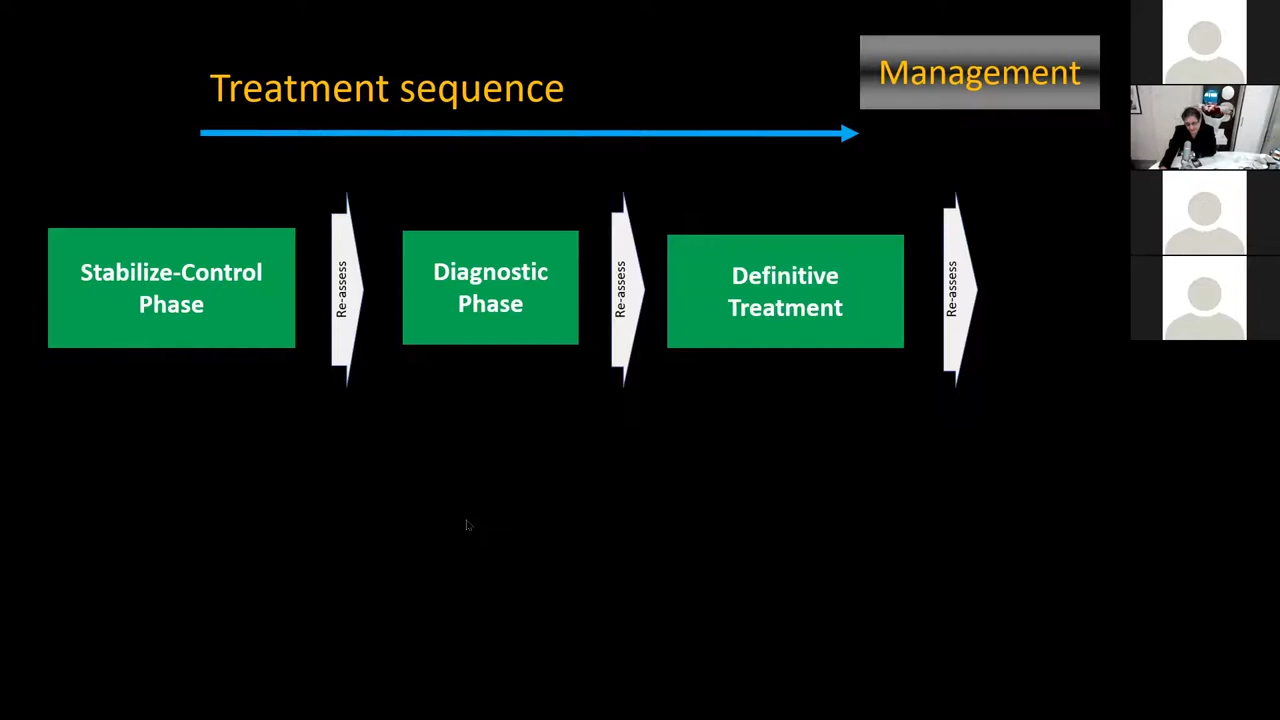 Treatment sequence
Management
Stabilize-Control
Phase
Re-assess
Diagnostic
Phase
Re-assess
Definitive
Treatment
Re-assess